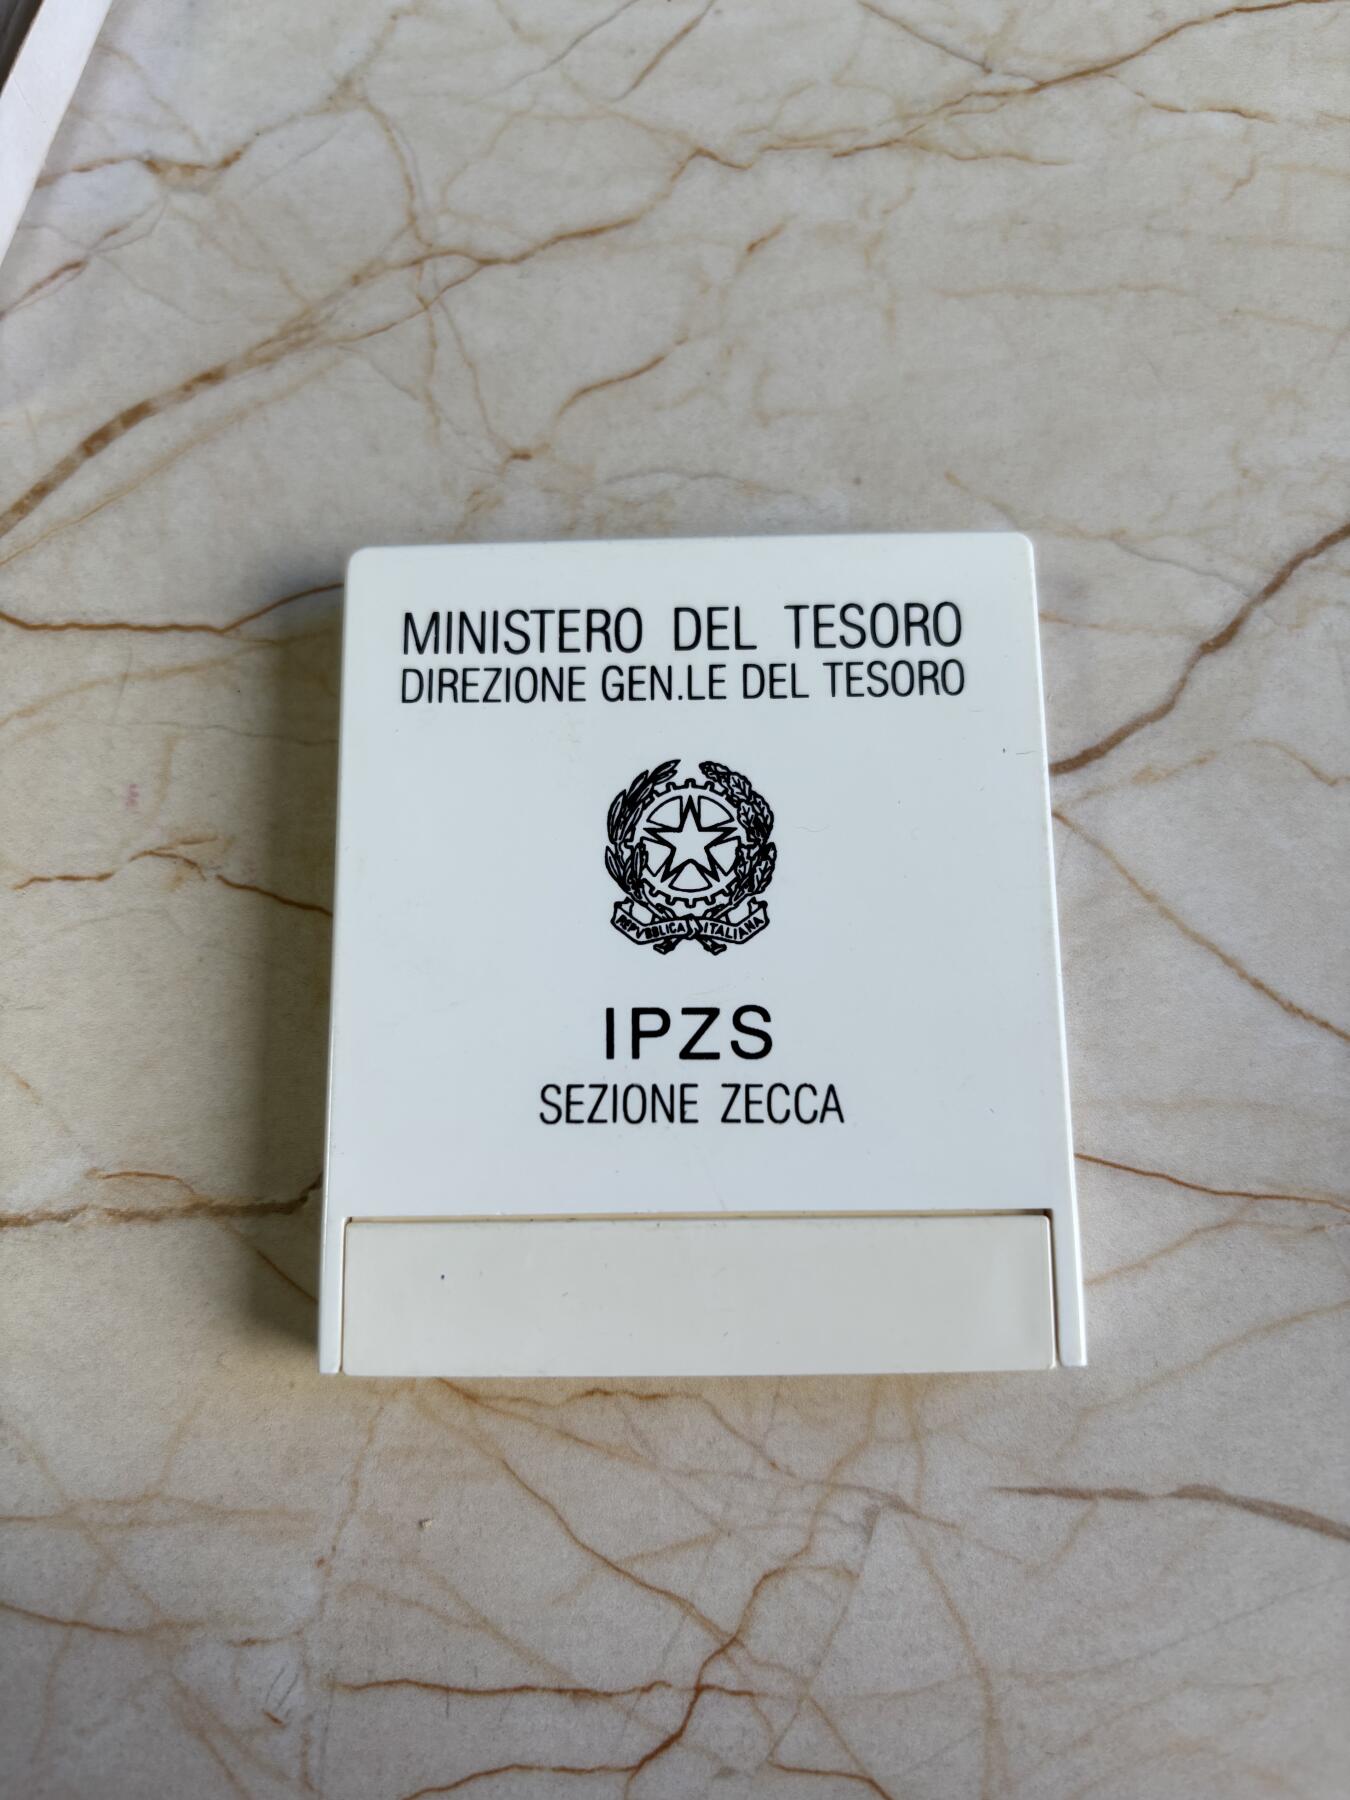 MINISTERO DEL TESORO
DIREZIONE GEN.LE DEL TESORO
REPVBBLICA ITALIANA
IPZS
SEZIONE ZECCA